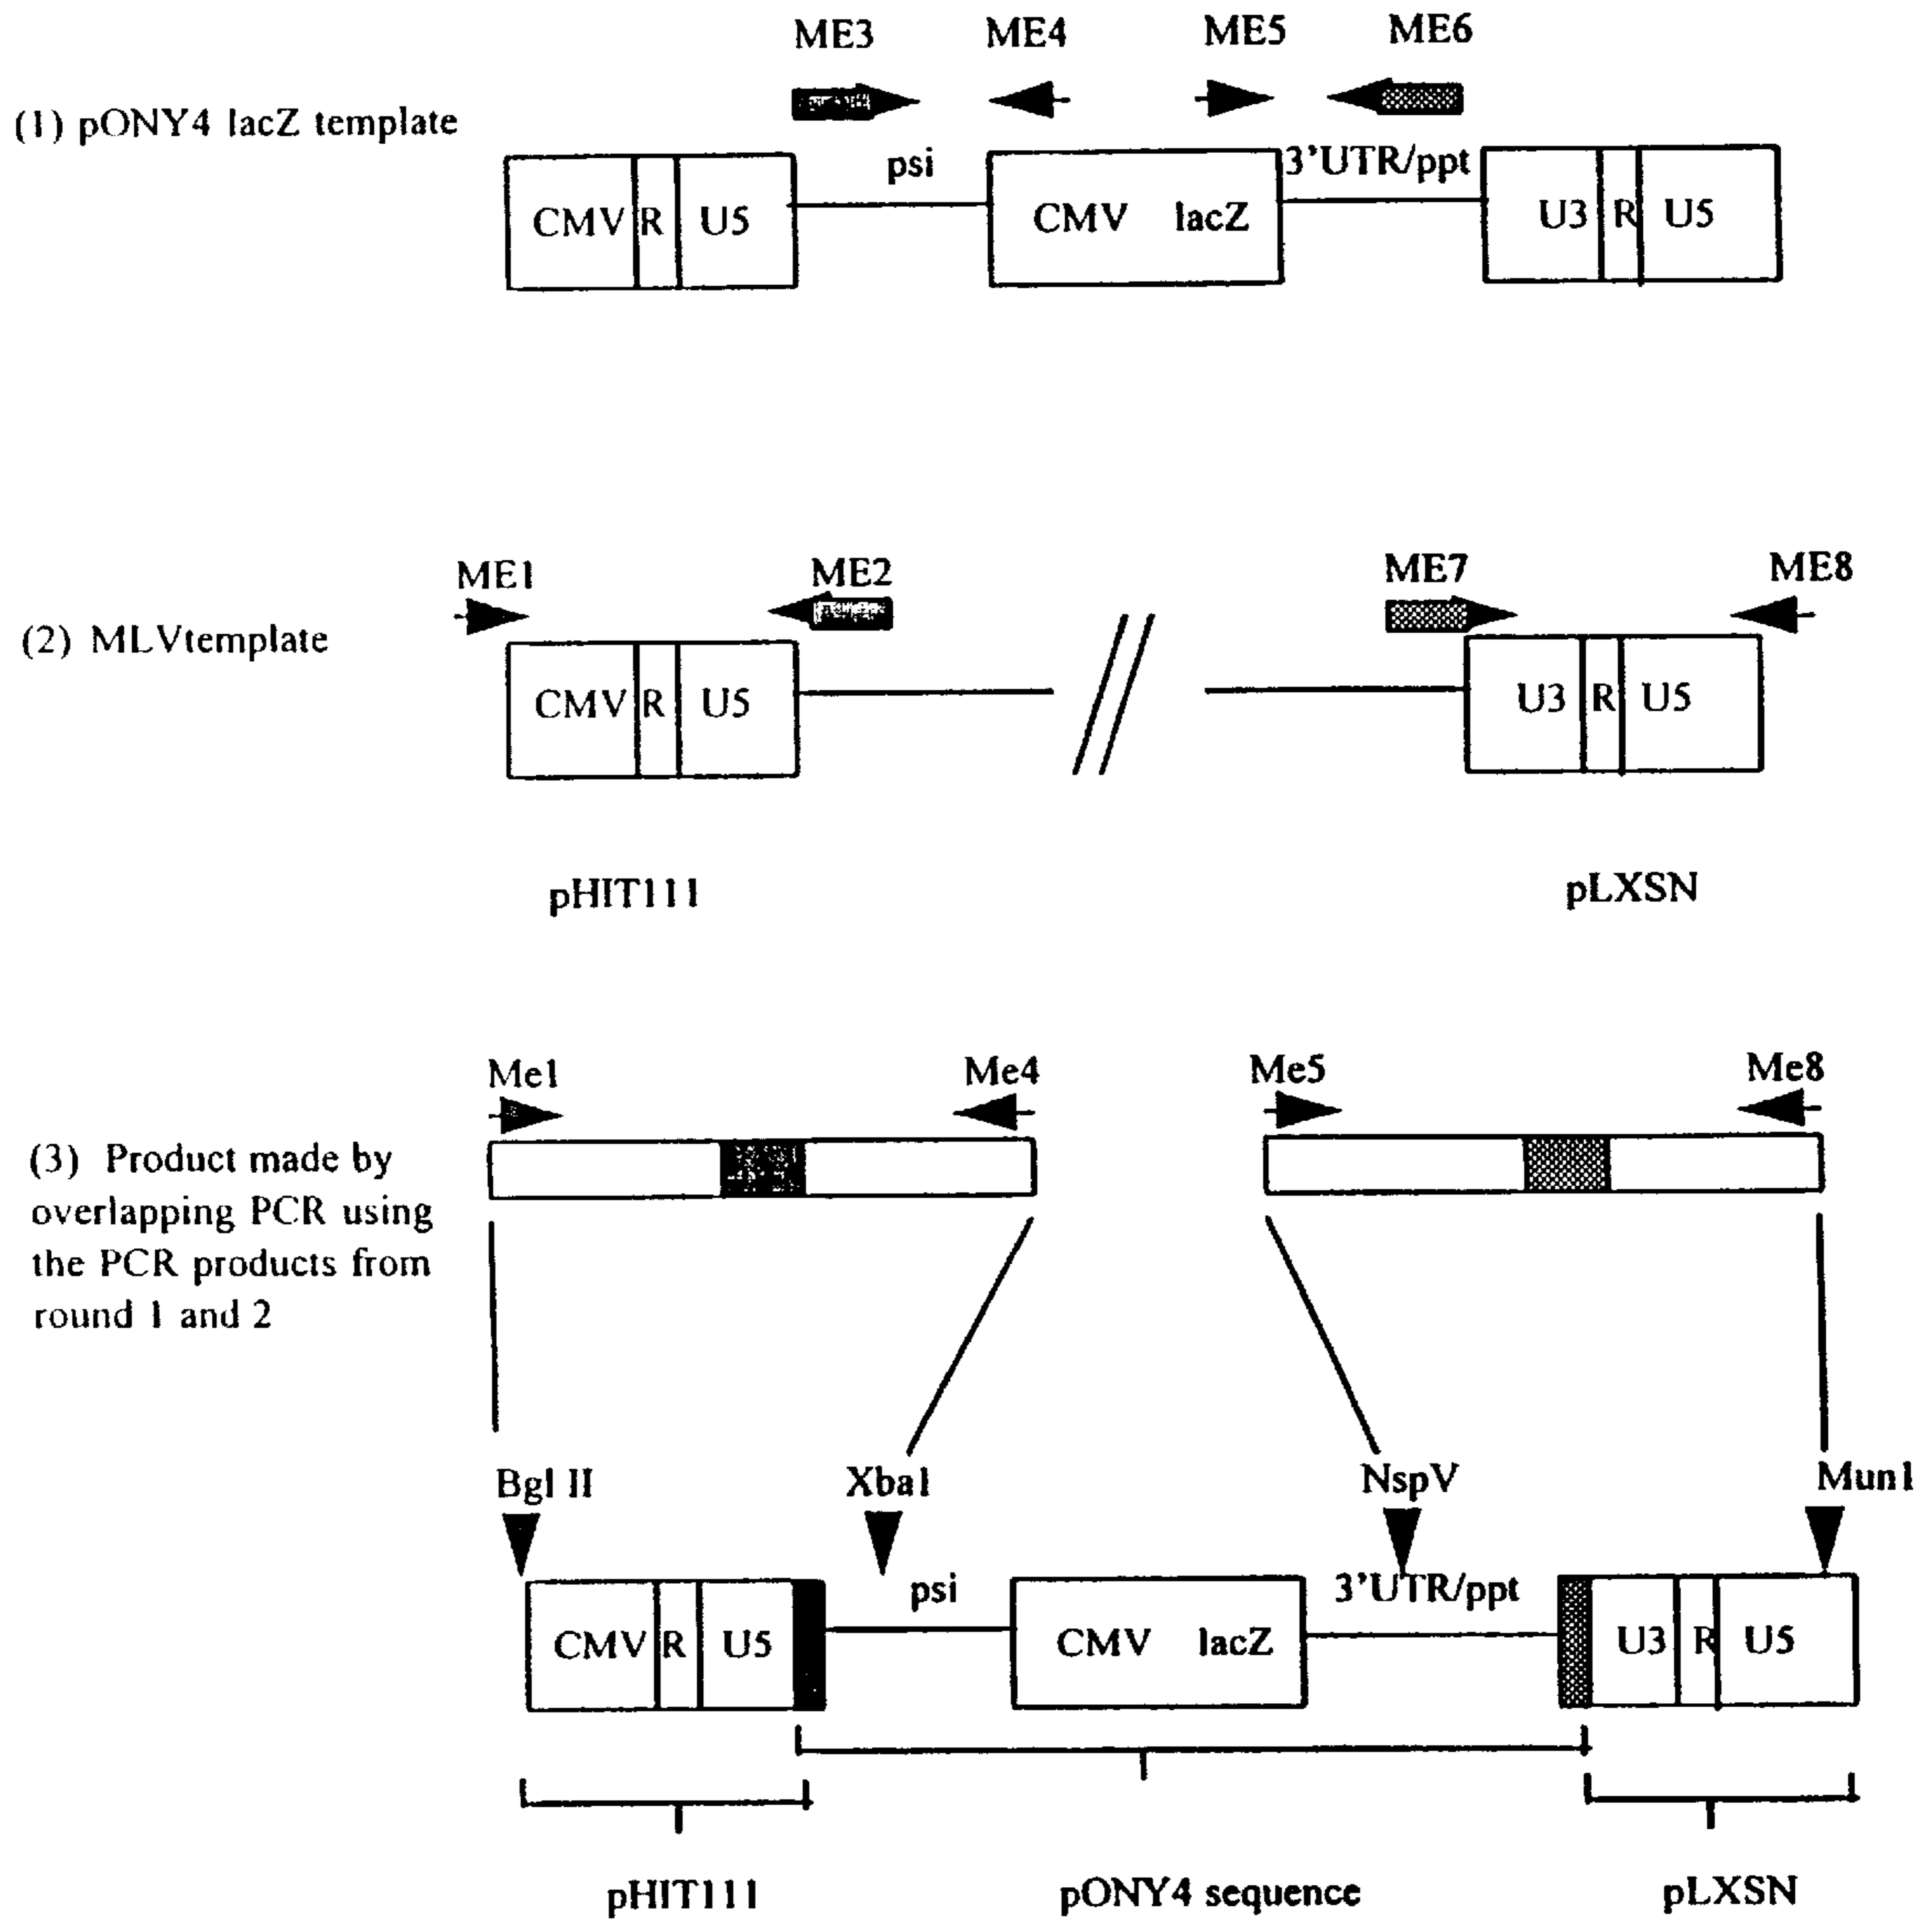 ME3 ME4 ME5 ME6
(1) pONY4 lacZ template
psi 3'UTR/ppt
CMV R U5 CMV lacZ U3 R U5
ME1 ME2 ME7 ME8
(2) MLVtemplate
CMV R U5 U3 R U5
pHIT111 pLXSN
Me1 Me4 Me5 Me8
(3) Product made by
overlapping PCR using
the PCR products from
round 1 and 2
Bgl II Xba1 NspV Mun1
psi 3'UTR/ppt
CMV R U5 CMV lacZ U3 R U5
pHIT111 pONY4 sequence pLXSN